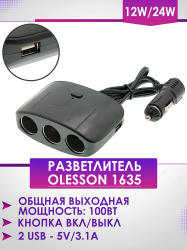 12W/24W
РАЗВЕТЛИТЕЛЬ
OLESSON 1635
ОБЩАЯ ВЫХОДНАЯ
МОЩНОСТЬ: 100ВТ
КНОПКА ВКЛ/ВЫКЛ
2 USB - 5V/3.1A